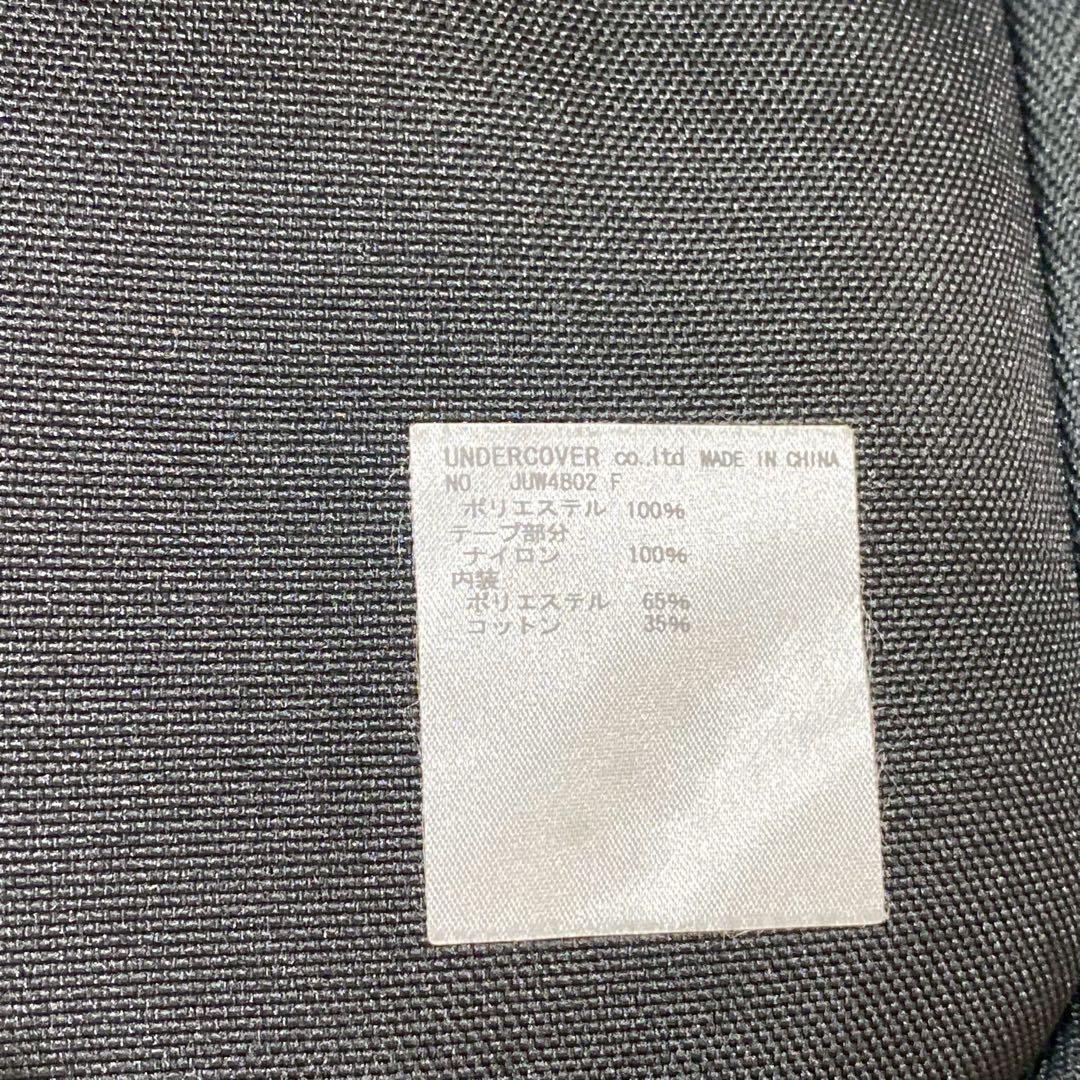 UNDERCOVER co.,ltd MADE IN CHINA
NO JUW4802 F
ポリエステル 100%
テープ部分
ナイロン 100%
内装
ポリエステル 65%
コットン 35%